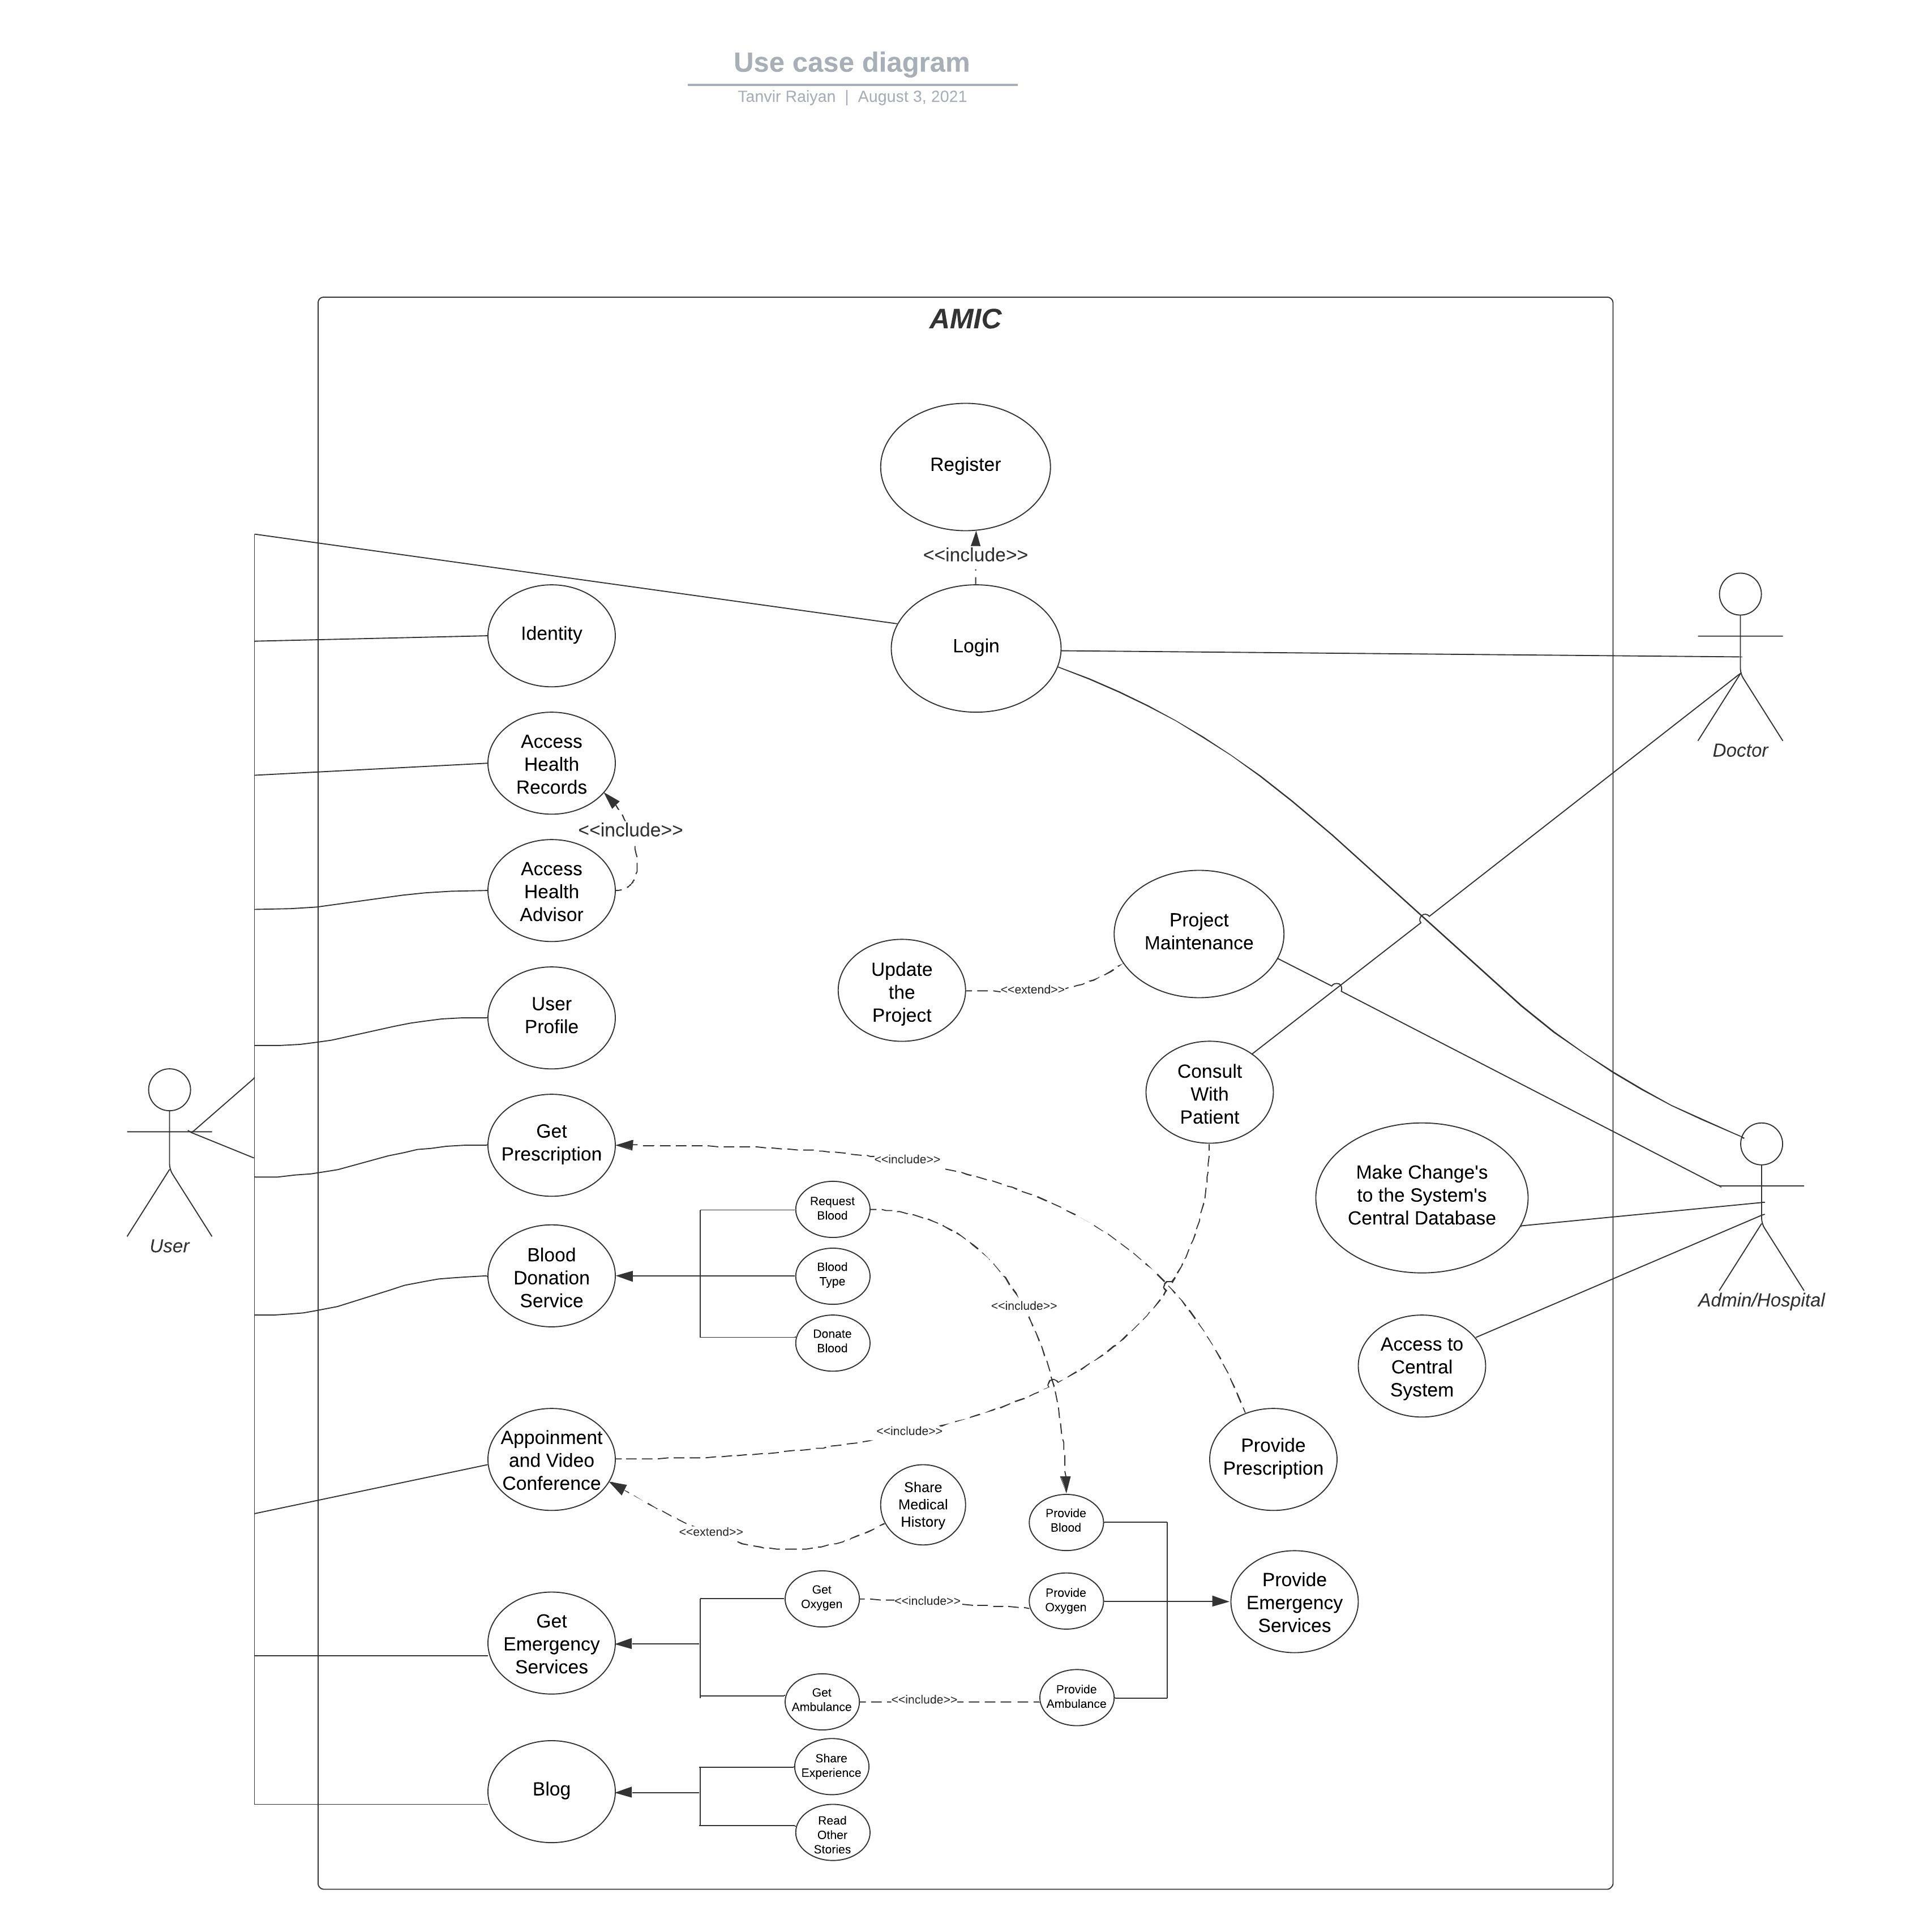 Use case diagram
Tanvir Raiyan | August 3, 2021
AMIC
Register
<<include>>
Login
Identity
Access
Health
Records
<<include>>
Access
Health
Advisor
User
Profile
Get
Prescription
Blood
Donation
Service
Appoinment
and Video
Conference
Get
Emergency
Services
Blog
User
Doctor
Admin/Hospital
Project
Maintenance
<<extend>>
Update
the
Project
Consult
With
Patient
Make Change's
to the System's
Central Database
Access to
Central
System
<<include>>
Request
Blood
Blood
Type
Donate
Blood
<<include>>
<<include>>
Provide
Prescription
Share
Medical
History
<<extend>>
Provide
Blood
Get
Oxygen
<<include>>
Provide
Oxygen
Provide
Emergency
Services
Get
Ambulance
<<include>>
Provide
Ambulance
Share
Experience
Read
Other
Stories